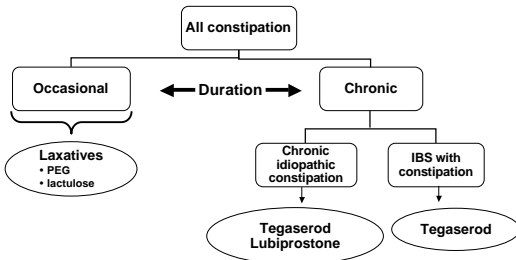 All constipation
Occasional
Duration
Chronic
Laxatives
• PEG
• lactulose
Chronic
idiopathic
constipation
IBS with
constipation
Tegaserod
Lubiprostone
Tegaserod